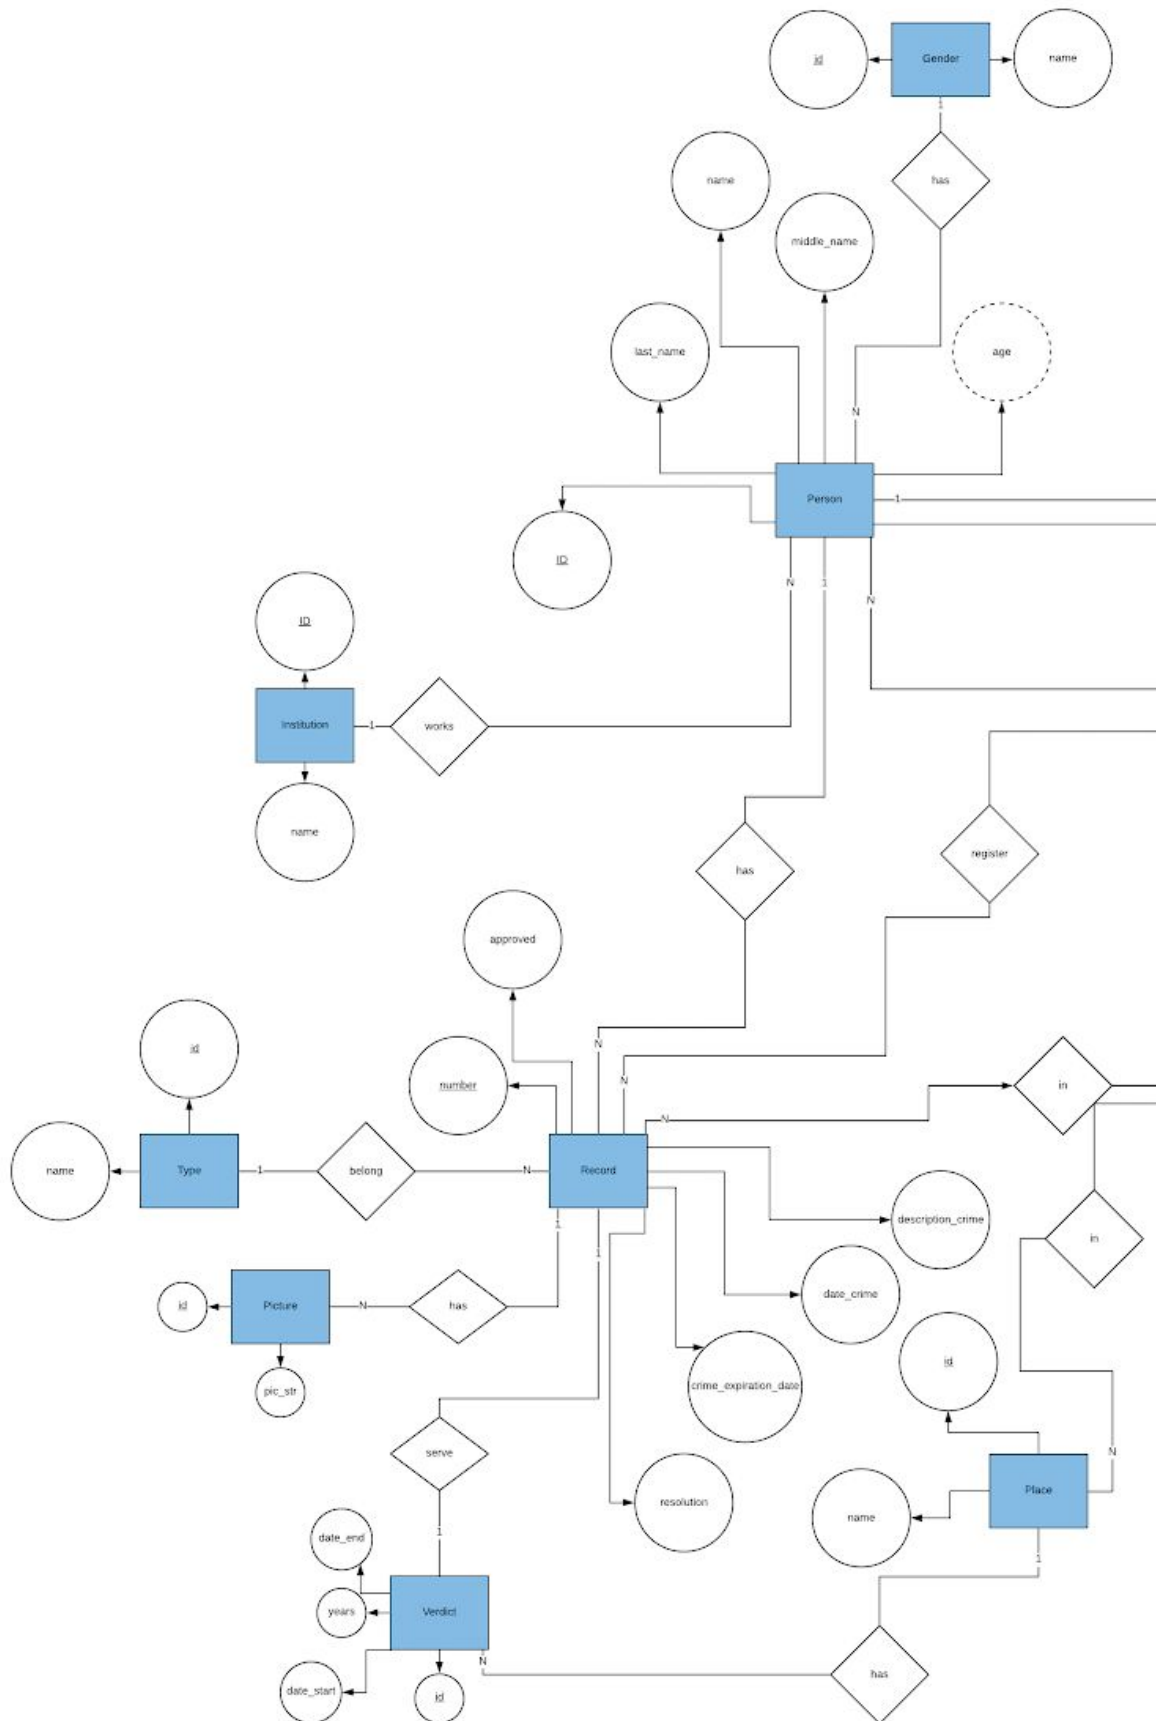 id
Gender
name
1
has
name
middle_name
last_name
age
N
Person
1
ID
N
1
N
ID
Institution
1
works
name
has
register
approved
id
N
number
N
in
N
name
Type
1
belong
N
Record
description_crime
in
1
1
id
Picture
N
has
date_crime
pic_str
id
crime_expiration_date
serve
N
Place
resolution
name
1
date_end
1
years
Verdict
N
has
date_start
id